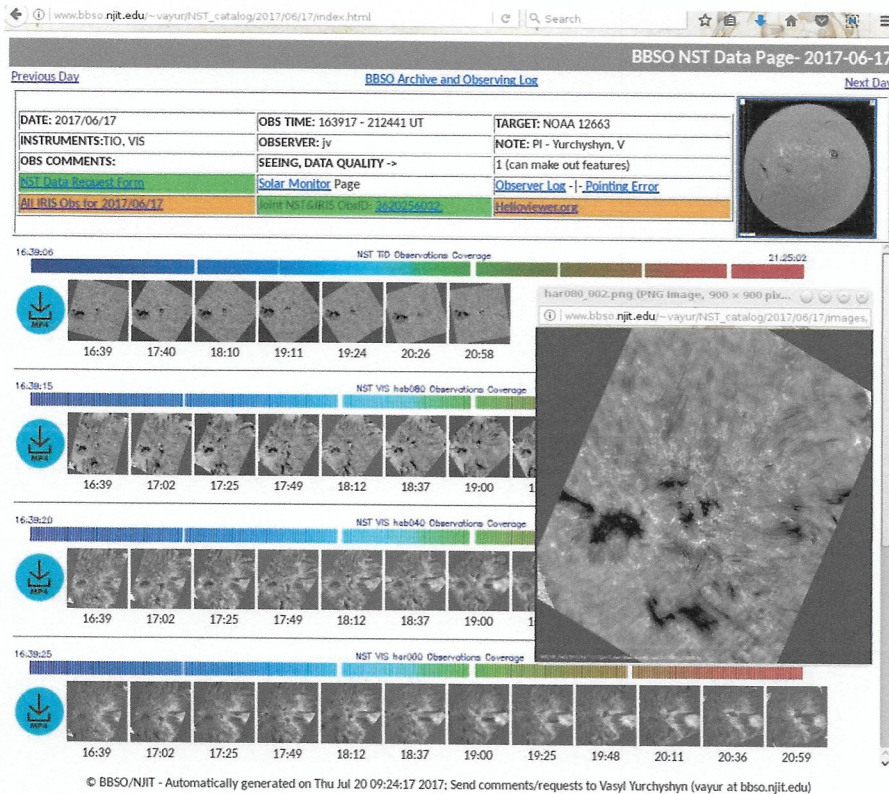 www.bbso.njit.edu/~vayur/NST_catalog/2017/06/17/index.html
Search
BBSO NST Data Page- 2017-06-17
Previous Day
BBSO Archive and Observing Log
Next Day
DATE: 2017/06/17
OBS TIME: 163917 - 212441 UT
TARGET: NOAA 12663
INSTRUMENTS:TIO, VIS
OBSERVER: jv
NOTE: PI - Yurchyshyn, V
OBS COMMENTS:
SEEING, DATA QUALITY ->
1 (can make out features)
NST Data Request Form
Solar Monitor Page
Observer Log -|- Pointing Error
All IRIS Obs for 2017/06/17
Joint NST&IRIS ObsID: 3620256032
Helioviewer.org
16:39:06
NST TiO Observations Coverage
21:25:02
MP4
16:39 17:40 18:10 19:11 19:24 20:26 20:58
har080_002.png (PNG Image, 900 × 900 pix...
www.bbso.njit.edu/~vayur/NST_catalog/2017/06/17/images,
16:39:15
NST VIS hab080 Observations Coverage
MP4
16:39 17:02 17:25 17:49 18:12 18:37 19:00
16:39:20
NST VIS hab040 Observations Coverage
MP4
16:39 17:02 17:25 17:49 18:12 18:37 19:00
16:39:25
NST VIS har000 Observations Coverage
MP4
16:39 17:02 17:25 17:49 18:12 18:37 19:00 19:25 19:48 20:11 20:36 20:59
© BBSO/NJIT - Automatically generated on Thu Jul 20 09:24:17 2017; Send comments/requests to Vasyl Yurchyshyn (vayur at bbso.njit.edu)